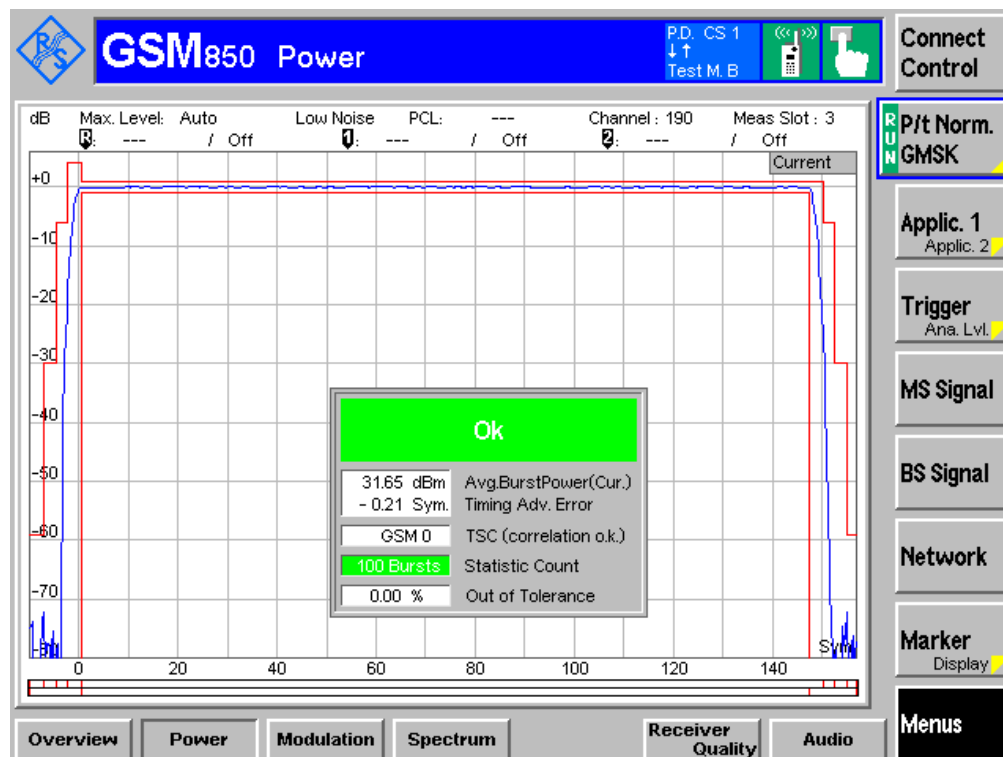 R&S
GSM850 Power
P.D. CS 1
Test M. B
Connect Control
dB Max. Level: Auto Low Noise PCL: --- Channel : 190 Meas Slot : 3
R: --- / Off 1: --- / Off 2: --- / Off
Current
RUN
P/t Norm.
GMSK
+0
-10
-20
-30
-40
-50
-60
-70
-80
Sym
0 20 40 60 80 100 120 140
Ok
31.65 dBm Avg.BurstPower(Cur.)
- 0.21 Sym. Timing Adv. Error
GSM 0 TSC (correlation o.k.)
100 Bursts Statistic Count
0.00 % Out of Tolerance
Applic. 1
Applic. 2
Trigger
Ana. Lvl.
MS Signal
BS Signal
Network
Marker
Display
Menus
Overview Power Modulation Spectrum Receiver Quality Audio